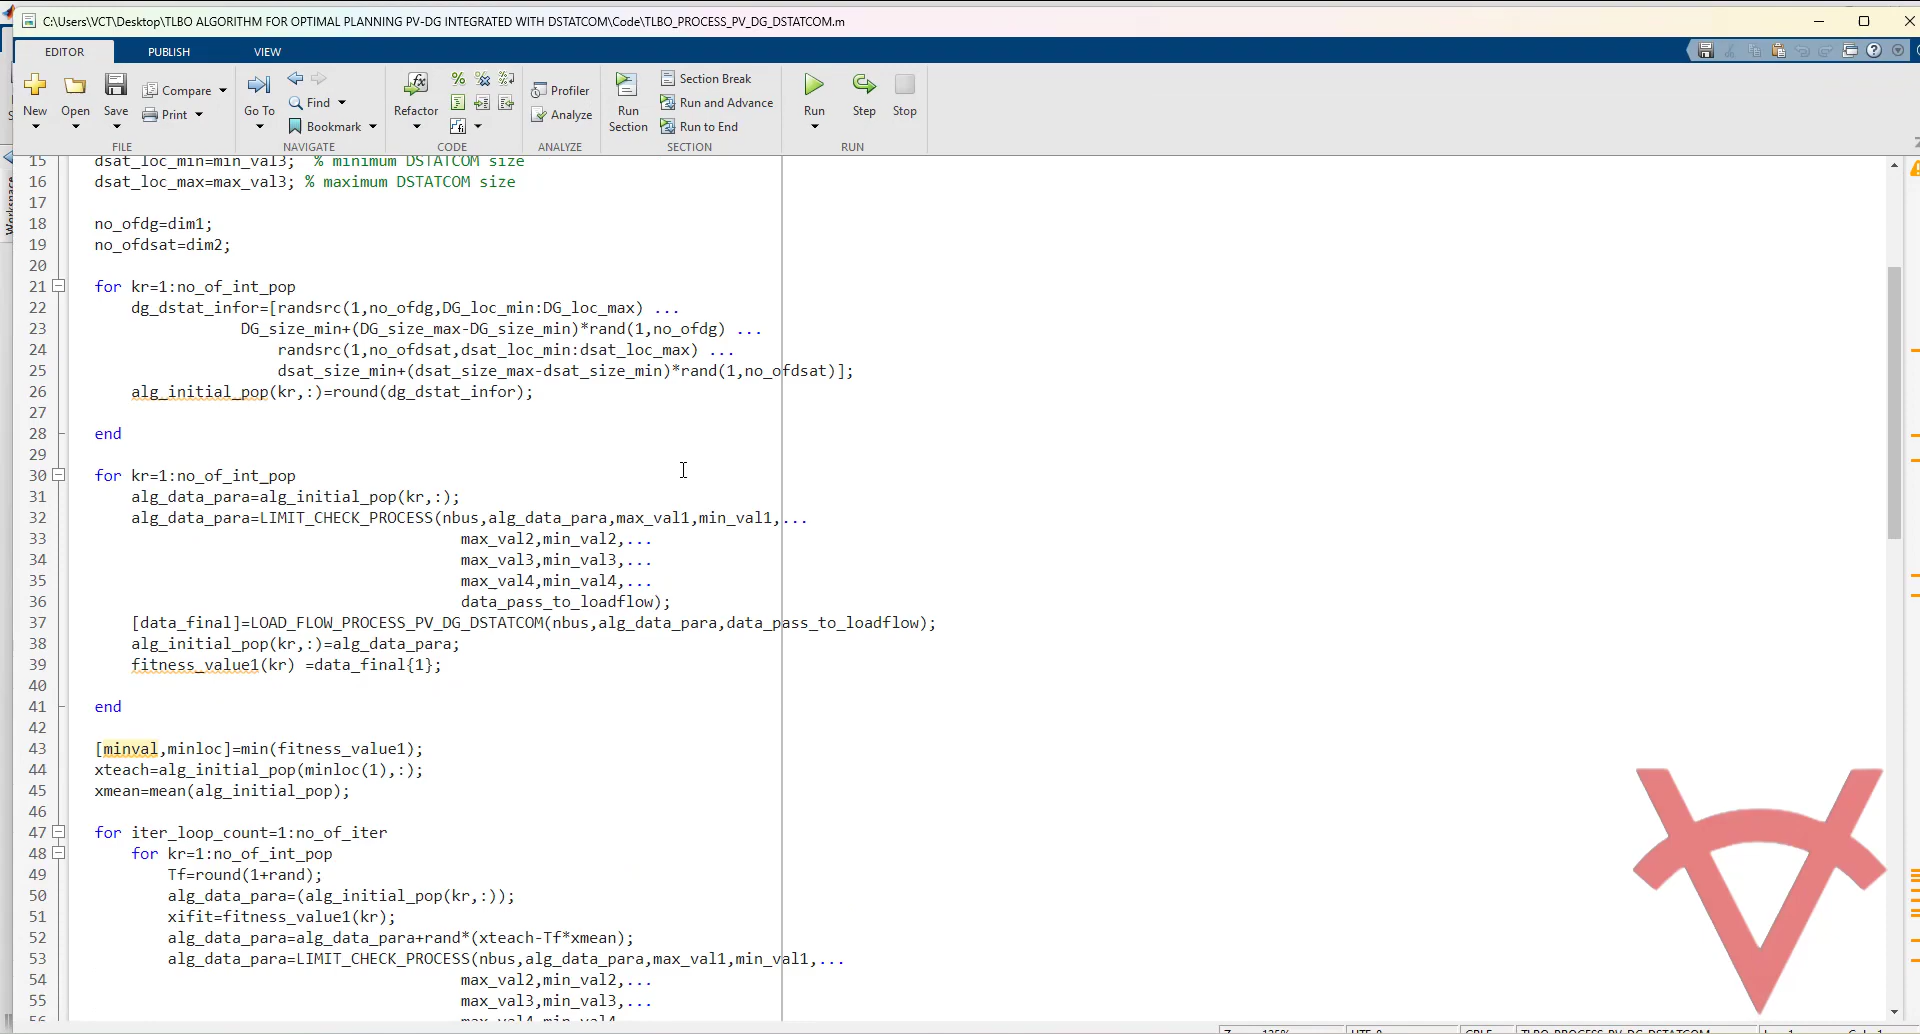 C:\Users\VCT\Desktop\TLBO ALGORITHM FOR OPTIMAL PLANNING PV-DG INTEGRATED WITH DSTATCOM\Code\TLBO_PROCESS_PV_DG_DSTATCOM.m
EDITOR PUBLISH VIEW
New Open Save Compare Print
Go To Find Bookmark
Refactor
Profiler Analyze
Run Section Section Break Run and Advance Run to End
Run Step Stop
FILE NAVIGATE CODE ANALYZE SECTION RUN
Workspace
15 dsat_loc_min=min_val3; % minimum DSTATCOM size
16 dsat_loc_max=max_val3; % maximum DSTATCOM size
17
18 no_ofdg=dim1;
19 no_ofdsat=dim2;
20
21 for kr=1:no_of_int_pop
22 dg_dstat_infor=[randsrc(1,no_ofdg,DG_loc_min:DG_loc_max) ...
23 DG_size_min+(DG_size_max-DG_size_min)*rand(1,no_ofdg) ...
24 randsrc(1,no_ofdsat,dsat_loc_min:dsat_loc_max) ...
25 dsat_size_min+(dsat_size_max-dsat_size_min)*rand(1,no_ofdsat)];
26 alg_initial_pop(kr,:)=round(dg_dstat_infor);
27
28 end
29
30 for kr=1:no_of_int_pop
31 alg_data_para=alg_initial_pop(kr,:);
32 alg_data_para=LIMIT_CHECK_PROCESS(nbus,alg_data_para,max_val1,min_val1,...
33 max_val2,min_val2,...
34 max_val3,min_val3,...
35 max_val4,min_val4,...
36 data_pass_to_loadflow);
37 [data_final]=LOAD_FLOW_PROCESS_PV_DG_DSTATCOM(nbus,alg_data_para,data_pass_to_loadflow);
38 alg_initial_pop(kr,:)=alg_data_para;
39 fitness_value1(kr) =data_final{1};
40
41 end
42
43 [minval,minloc]=min(fitness_value1);
44 xteach=alg_initial_pop(minloc(1),:);
45 xmean=mean(alg_initial_pop);
46
47 for iter_loop_count=1:no_of_iter
48 for kr=1:no_of_int_pop
49 Tf=round(1+rand);
50 alg_data_para=(alg_initial_pop(kr,:));
51 xifit=fitness_value1(kr);
52 alg_data_para=alg_data_para+rand*(xteach-Tf*xmean);
53 alg_data_para=LIMIT_CHECK_PROCESS(nbus,alg_data_para,max_val1,min_val1,...
54 max_val2,min_val2,...
55 max_val3,min_val3,...